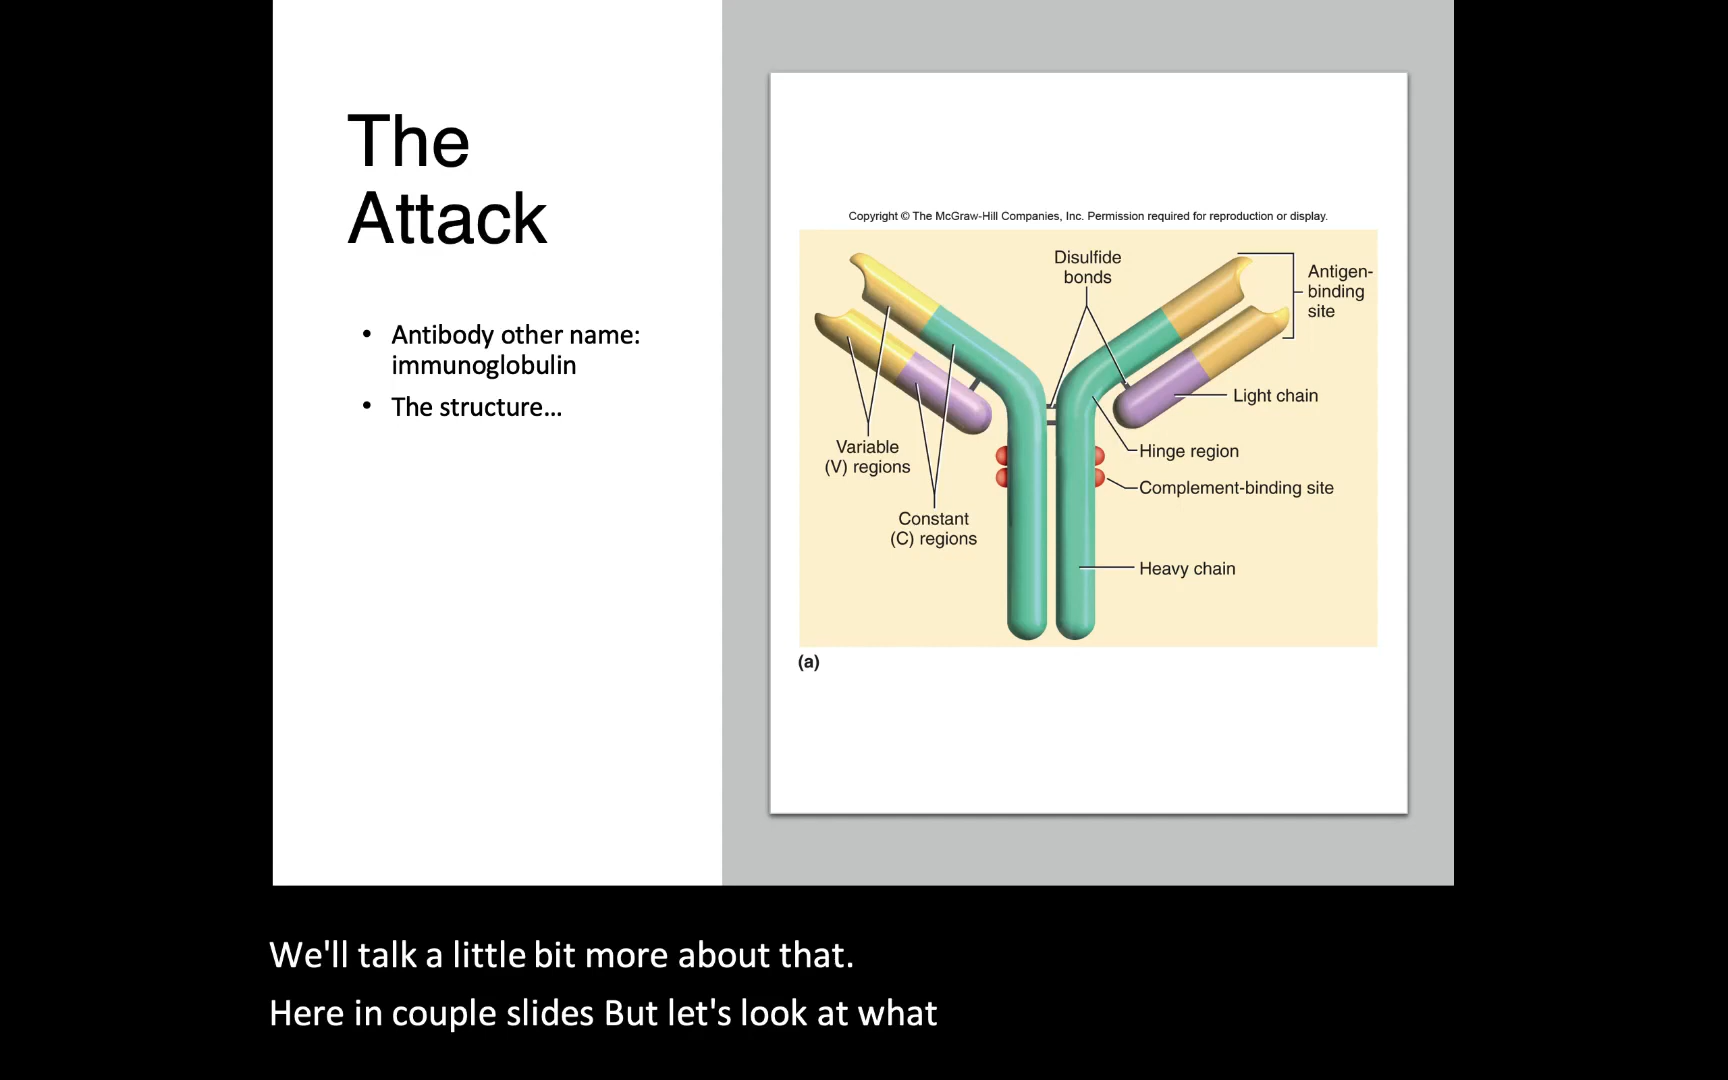 The
Attack
• Antibody other name:
immunoglobulin
• The structure...
Copyright © The McGraw-Hill Companies, Inc. Permission required for reproduction or display.
Disulfide
bonds
Antigen-
binding
site
Light chain
Variable
(V) regions
Hinge region
Complement-binding site
Constant
(C) regions
Heavy chain
(a)
We'll talk a little bit more about that.
Here in couple slides But let's look at what